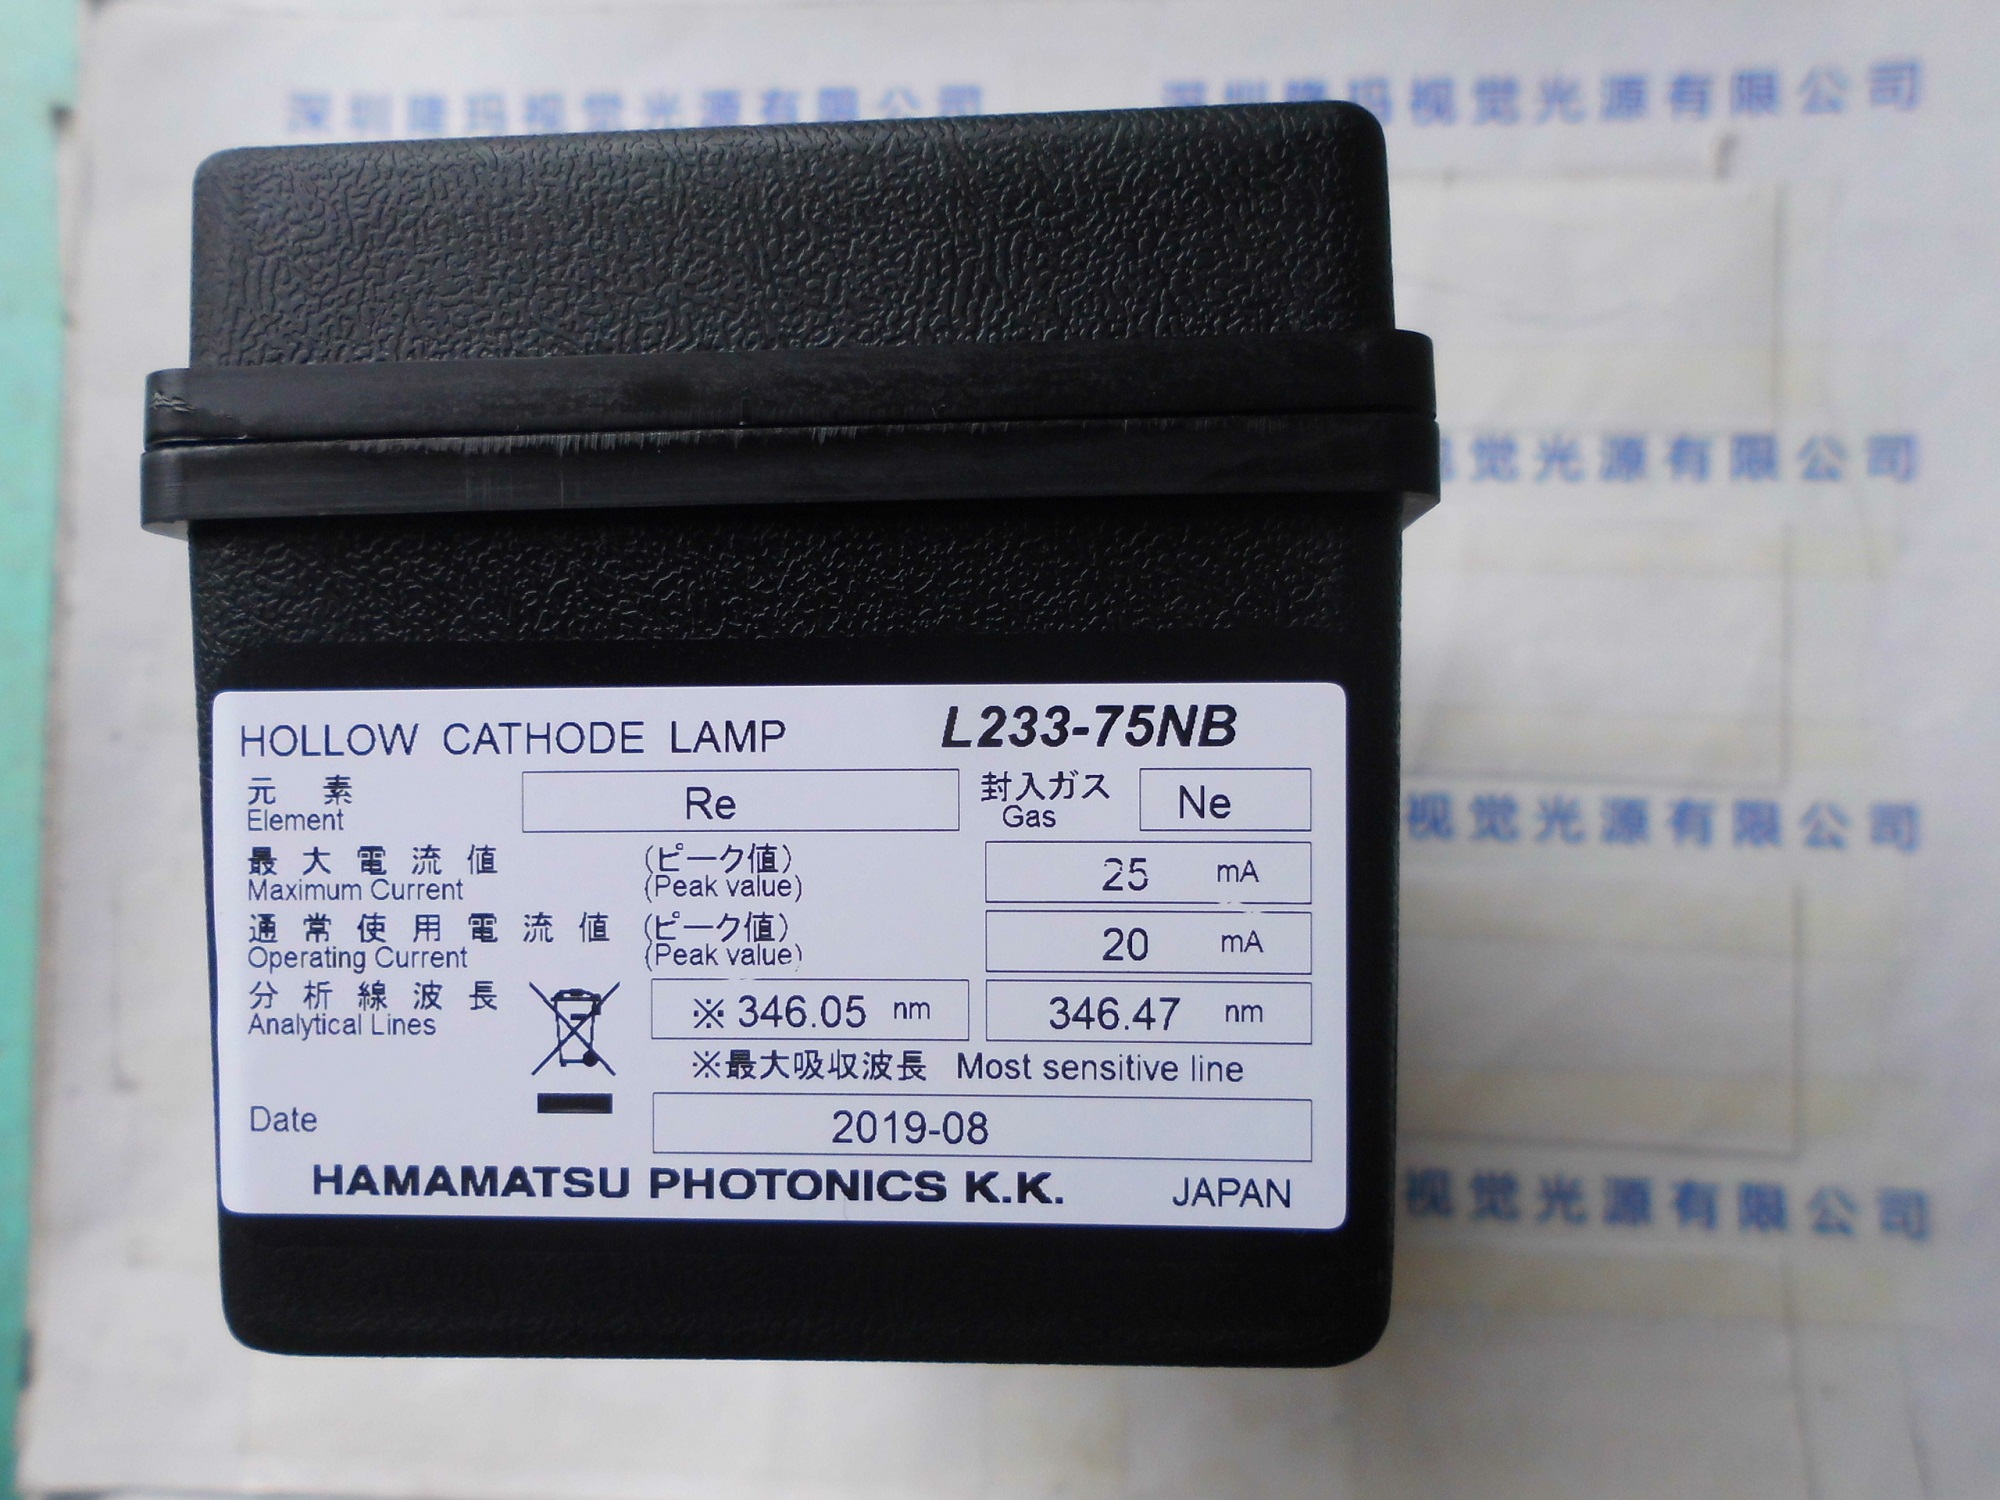 深圳隆玛视觉光源有限公司 深圳隆玛视觉光源有限公司
视觉光源有限公司
视觉光源有限公司
视觉光源有限公司
HOLLOW CATHODE LAMP L233-75NB
元素 Re 封入ガス Ne
Element Gas
最大電流値 (ピーク値) 25 mA
Maximum Current (Peak value)
通常使用電流値 (ピーク値) 20 mA
Operating Current (Peak value)
分析線波長 ※ 346.05 nm 346.47 nm
Analytical Lines
※最大吸収波長 Most sensitive line
Date 2019-08
HAMAMATSU PHOTONICS K.K. JAPAN